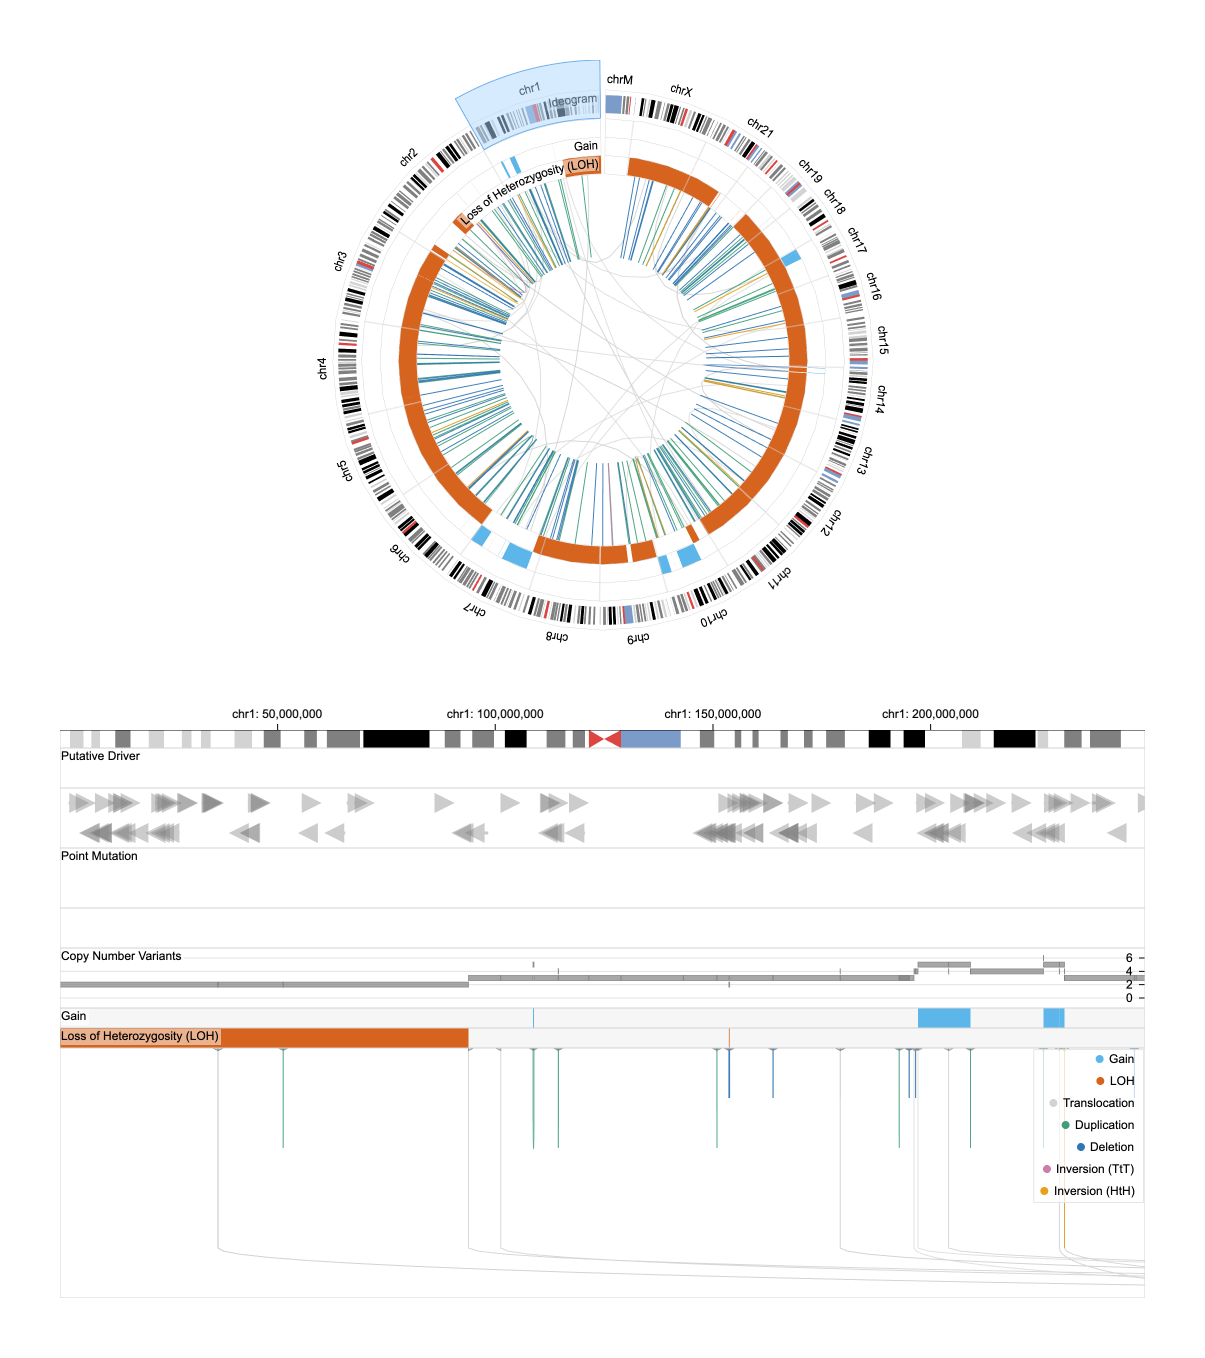 chrM
chrX
chr1
Ideogram
chr21
chr2
Gain
chr19
Loss of Heterozygosity (LOH)
chr18
chr17
chr3
chr16
chr15
chr4
chr14
chr5
chr13
chr12
chr6
chr11
chr7
chr10
chr8
chr9
chr1: 50,000,000
chr1: 100,000,000
chr1: 150,000,000
chr1: 200,000,000
Putative Driver
Point Mutation
Copy Number Variants
6
4
2
0
Gain
Loss of Heterozygosity (LOH)
Gain
LOH
Translocation
Duplication
Deletion
Inversion (TtT)
Inversion (HtH)